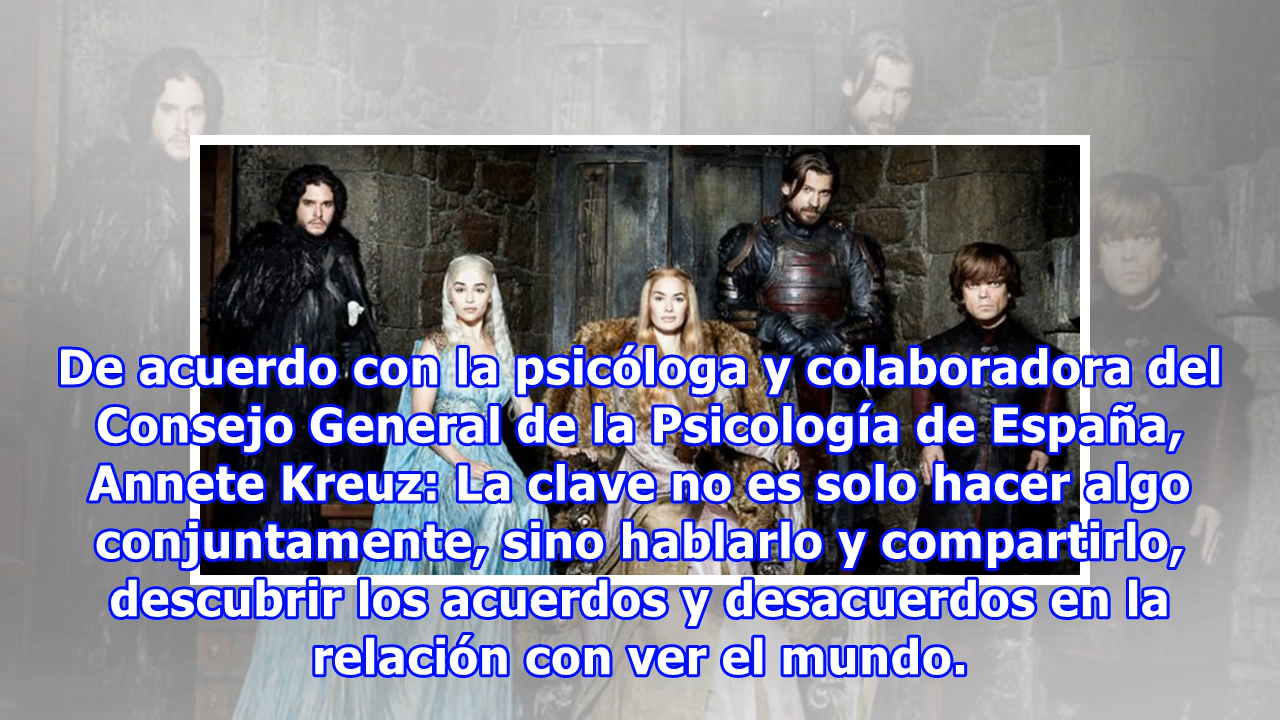 De acuerdo con la psicóloga y colaboradora del
Consejo General de la Psicología de España,
Annete Kreuz: La clave no es solo hacer algo
conjuntamente, sino hablarlo y compartirlo,
descubrir los acuerdos y desacuerdos en la
relación con ver el mundo.